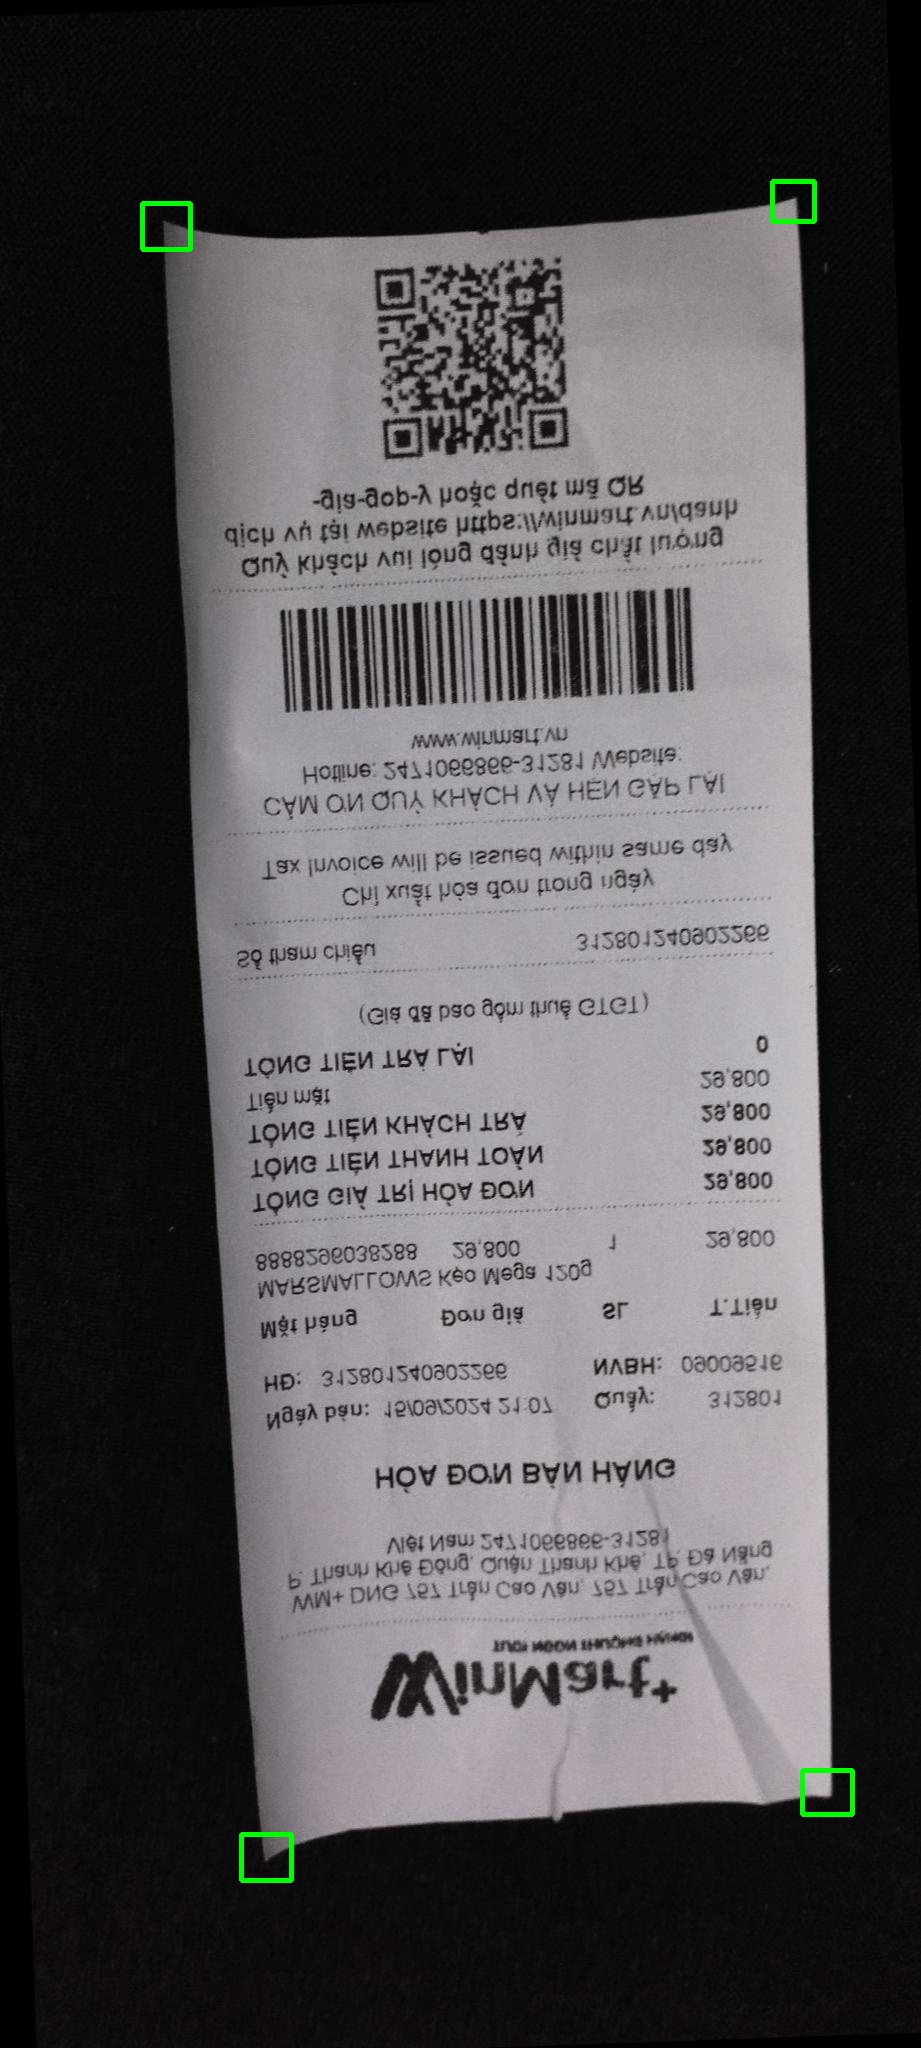 WinMart+
TƯƠI NGON THƯỢNG HẠNG!
WM+ DNG 757 Trần Cao Vân, 757 Trần Cao Vân,
P. Thanh Khê Đông, Quận Thanh Khê, TP. Đà Nẵng
Việt Nam 2471066866-31281
HÓA ĐƠN BÁN HÀNG
Ngày bán: 15/09/2024 21:07 Quầy: 312801
HĐ: 312801240902266 NVBH: 09009516
Mặt hàng Đơn giá SL T.Tiền
MARSMALLOWS Kẹo Mega 120g
8888296038288 29,800 1 29,800
TỔNG GIÁ TRỊ HÓA ĐƠN 29,800
TỔNG TIỀN THANH TOÁN 29,800
TỔNG TIỀN KHÁCH TRẢ 29,800
Tiền mặt 29,800
TỔNG TIỀN TRẢ LẠI 0
(Giá đã bao gồm thuế GTGT)
Số tham chiếu 312801240902266
Chỉ xuất hóa đơn trong ngày
Tax Invoice will be issued within same day
CẢM ƠN QUÝ KHÁCH VÀ HẸN GẶP LẠI
Hotline: 2471066866-31281 Website:
www.winmart.vn
Quý khách vui lòng đánh giá chất lượng
dịch vụ tại website https://winmart.vn/danh
-gia-gop-y hoặc quét mã QR